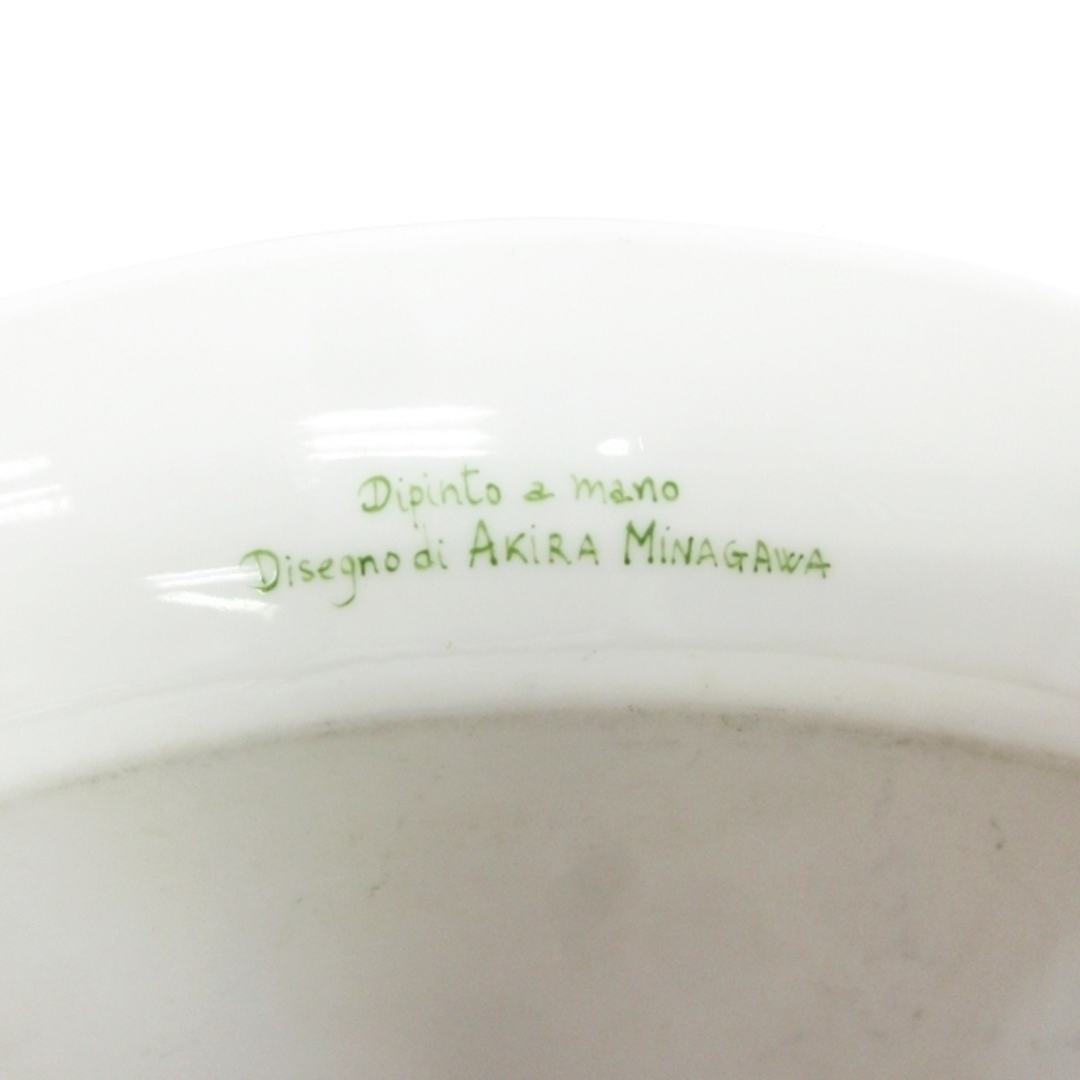 Dipinto a mano
Disegno di AKiRA MiNAGAWA